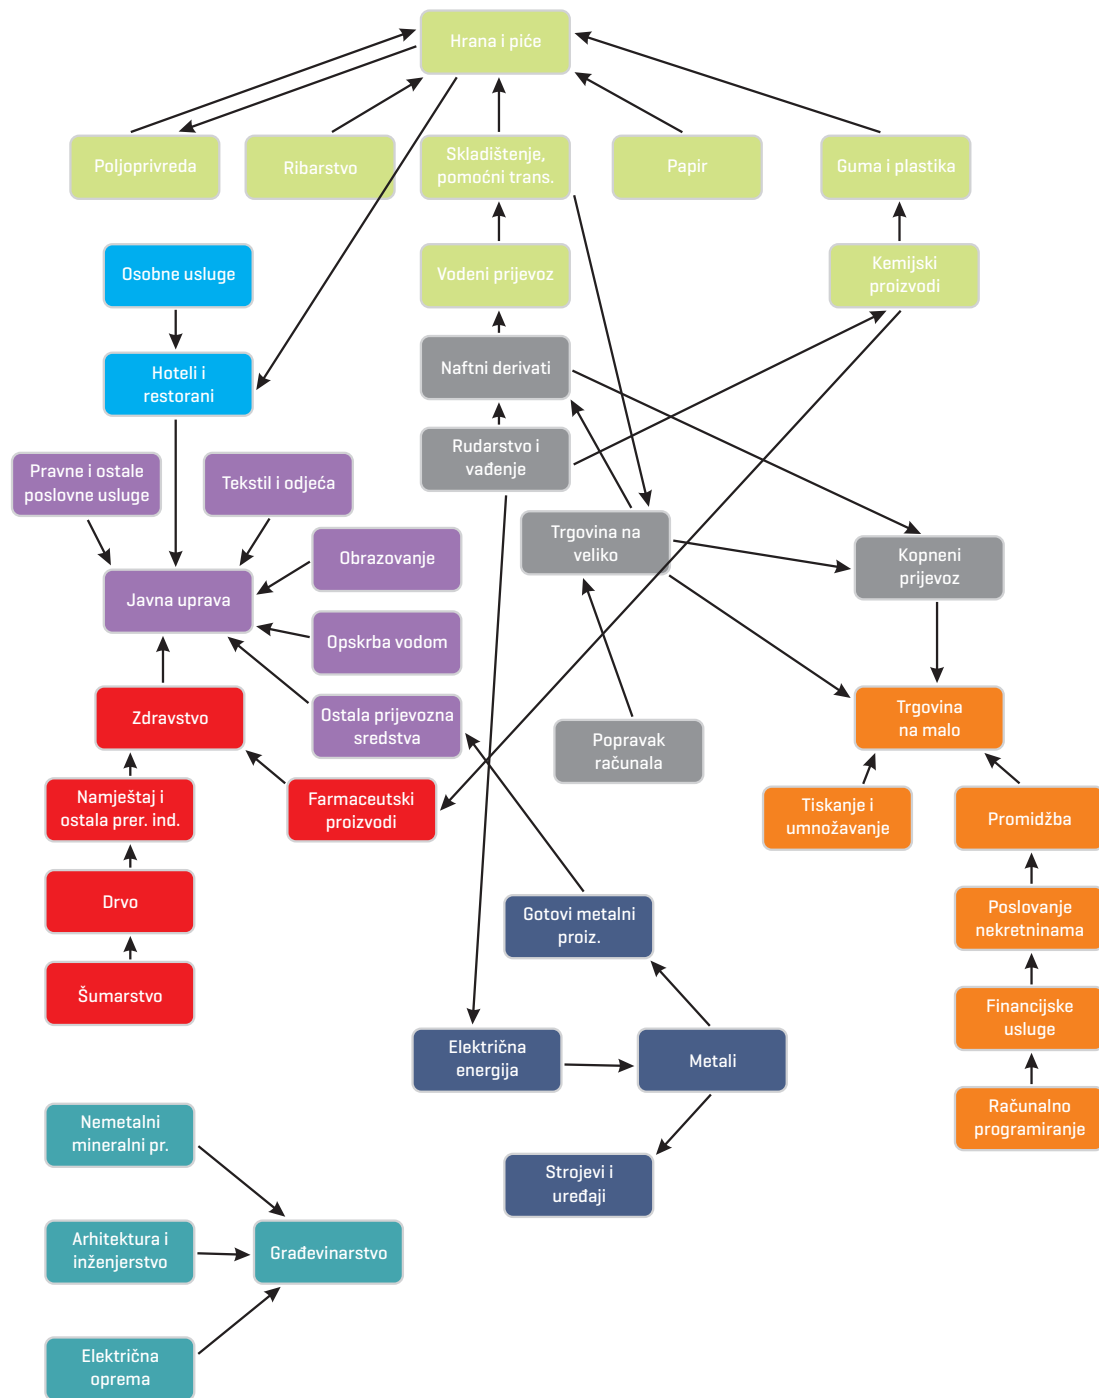 Hrana i piće
Poljoprivreda
Ribarstvo
Skladištenje,
pomoćni trans.
Papir
Guma i plastika
Osobne usluge
Vodeni prijevoz
Kemijski
proizvodi
Hoteli i
restorani
Naftni derivati
Pravne i ostale
poslovne usluge
Tekstil i odjeća
Rudarstvo i
vađenje
Obrazovanje
Trgovina na
veliko
Kopneni
prijevoz
Javna uprava
Opskrba vodom
Zdravstvo
Ostala prijevozna
sredstva
Popravak
računala
Trgovina
na malo
Namještaj i
ostala prer. ind.
Farmaceutski
proizvodi
Tiskanje i
umnožavanje
Promidžba
Drvo
Gotovi metalni
proiz.
Poslovanje
nekretninama
Šumarstvo
Financijske
usluge
Električna
energija
Metali
Nemetalni
mineralni pr.
Računalno
programiranje
Strojevi i
uređaji
Arhitektura i
inženjerstvo
Građevinarstvo
Električna
oprema